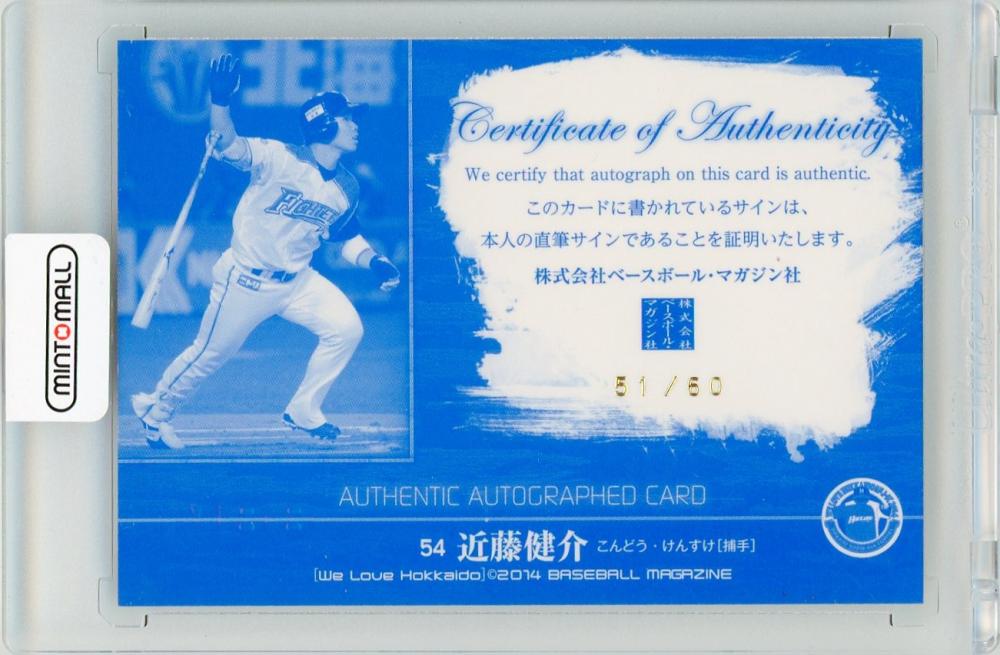 北海
FIGHTERS
MINTOMALL
Certificate of Authenticity
We certify that autograph on this card is authentic.
このカードに書かれているサインは、
本人の直筆サインであることを証明いたします。
株式会社ベースボール・マガジン社
株式会社
ベースボール・
マガジン社
51/60
AUTHENTIC AUTOGRAPHED CARD
54 近藤健介 こんどう・けんすけ[捕手]
[We Love Hokkaido]©2014 BASEBALL MAGAZINE